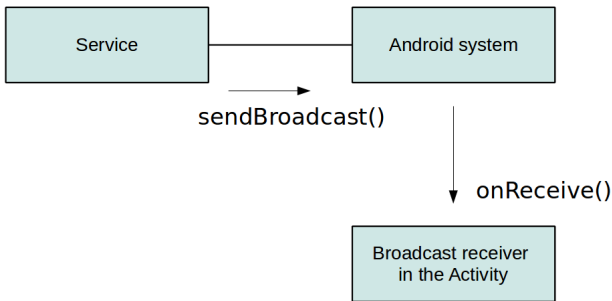 Service
Android system
sendBroadcast()
onReceive()
Broadcast receiver
in the Activity